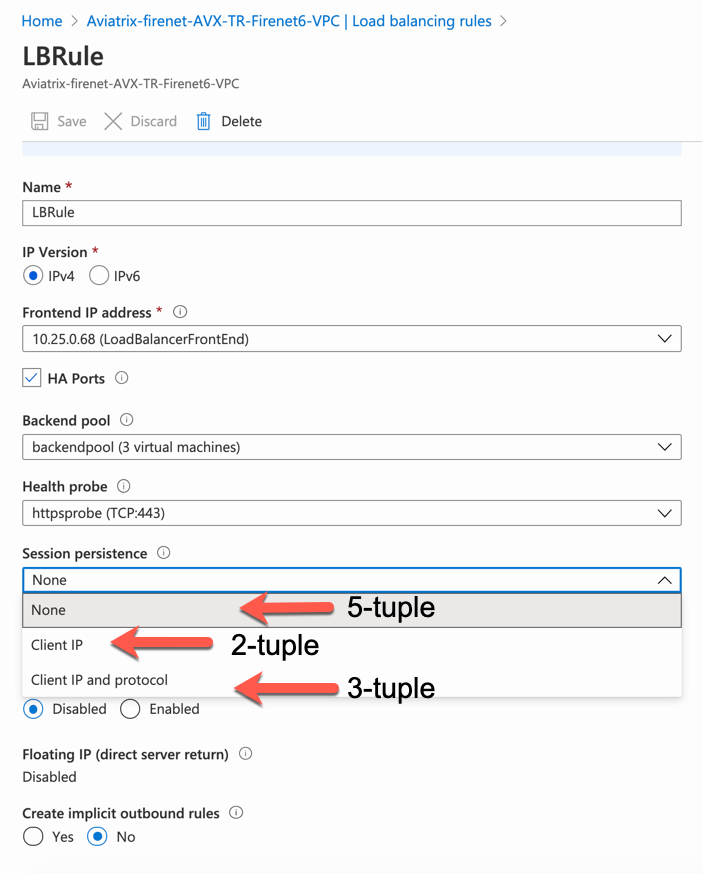 Home > Aviatrix-firenet-AVX-TR-Firenet6-VPC | Load balancing rules >
LBRule
Aviatrix-firenet-AVX-TR-Firenet6-VPC
Save Discard Delete
Name *
LBRule
IP Version *
IPv4 IPv6
Frontend IP address *
10.25.0.68 (LoadBalancerFrontEnd)
HA Ports
Backend pool
backendpool (3 virtual machines)
Health probe
httpsprobe (TCP:443)
Session persistence
None
None 5-tuple
Client IP 2-tuple
Client IP and protocol 3-tuple
Disabled Enabled
Floating IP (direct server return)
Disabled
Create implicit outbound rules
Yes No